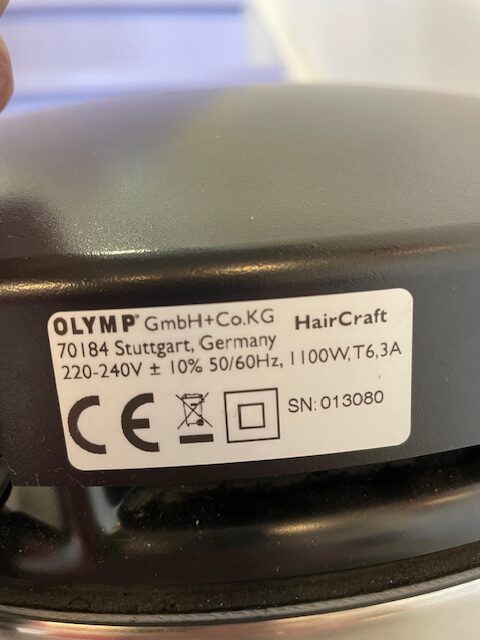 OLYMP® GmbH+Co.KG HairCraft
70184 Stuttgart, Germany
220-240V ± 10% 50/60Hz, 1100W,T6,3A
CE SN: 013080